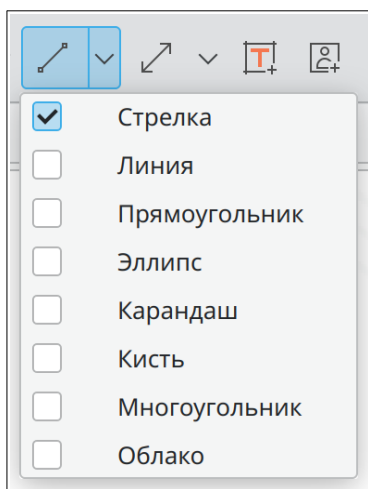 Стрелка
Линия
Прямоугольник
Эллипс
Карандаш
Кисть
Многоугольник
Облако